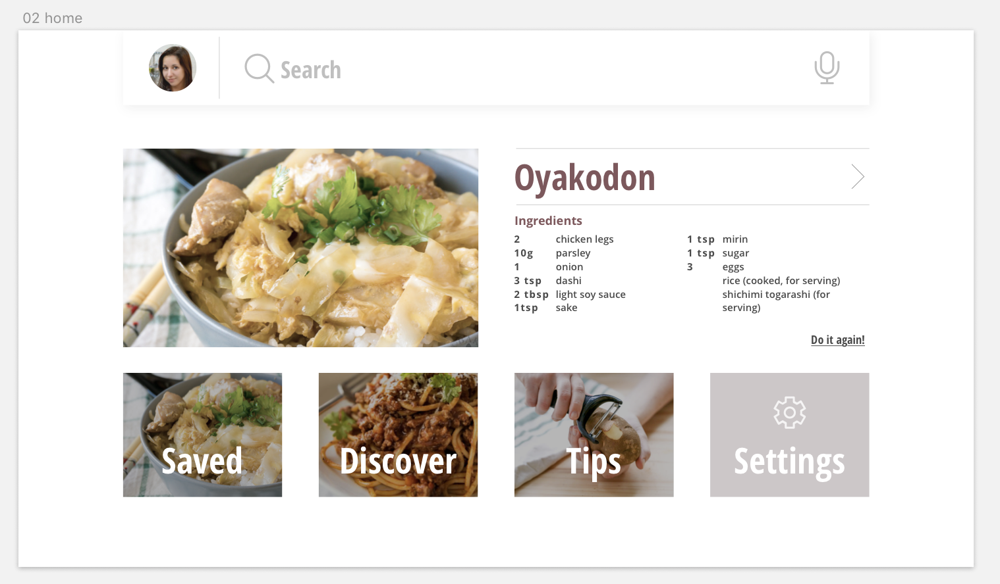 02 home
Search
Oyakodon
Ingredients
2 chicken legs
10g parsley
1 onion
3 tsp dashi
2 tbsp light soy sauce
1tsp sake
1 tsp mirin
1 tsp sugar
3 eggs
rice (cooked, for serving)
shichimi togarashi (for
serving)
Do it again!
Saved
Discover
Tips
Settings